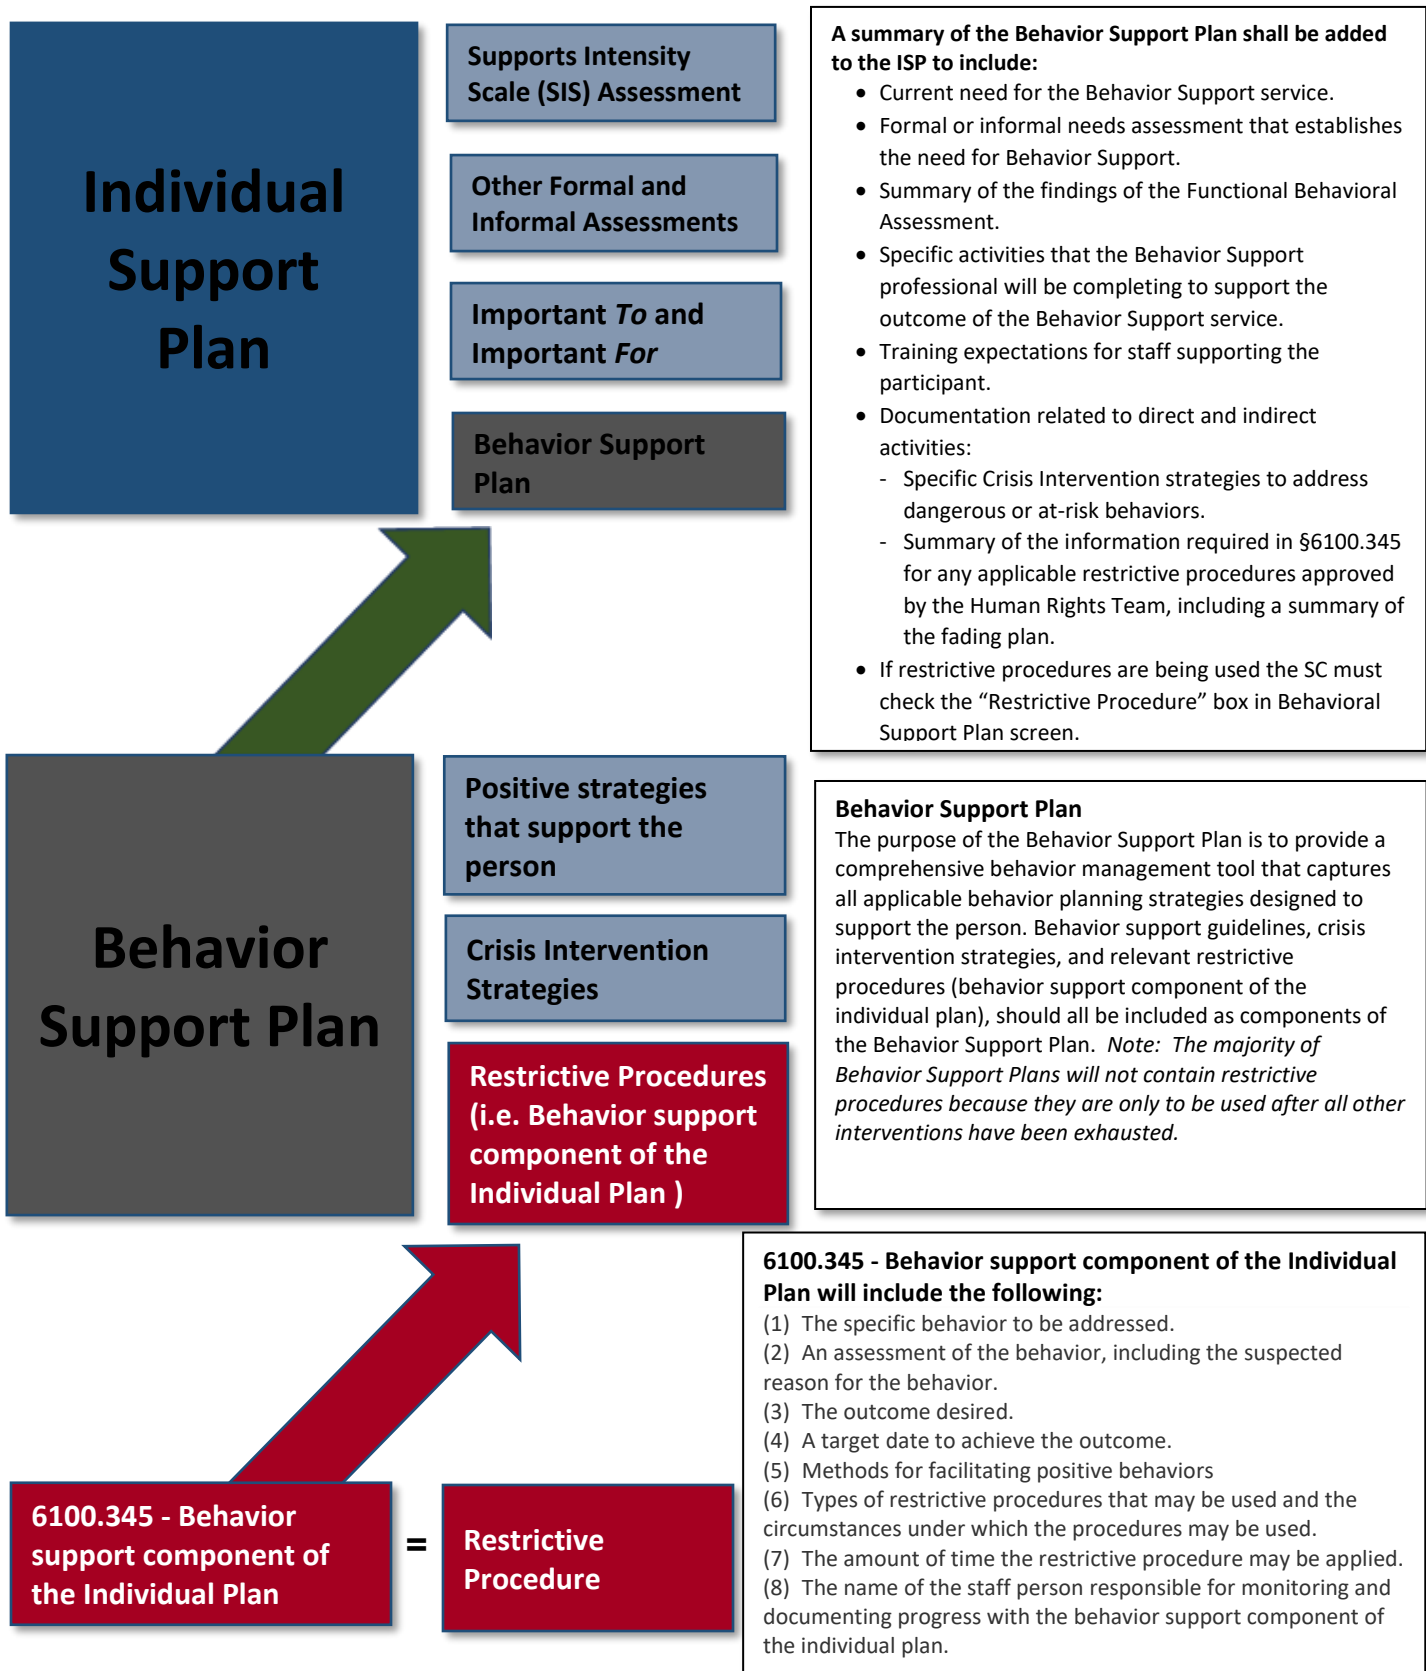 Individual
Support
Plan
Supports Intensity
Scale (SIS) Assessment
Other Formal and
Informal Assessments
Important To and
Important For
Behavior Support
Plan
A summary of the Behavior Support Plan shall be added
to the ISP to include:
• Current need for the Behavior Support service.
• Formal or informal needs assessment that establishes
the need for Behavior Support.
• Summary of the findings of the Functional Behavioral
Assessment.
• Specific activities that the Behavior Support
professional will be completing to support the
outcome of the Behavior Support service.
• Training expectations for staff supporting the
participant.
• Documentation related to direct and indirect
activities:
- Specific Crisis Intervention strategies to address
dangerous or at-risk behaviors.
- Summary of the information required in §6100.345
for any applicable restrictive procedures approved
by the Human Rights Team, including a summary of
the fading plan.
• If restrictive procedures are being used the SC must
check the “Restrictive Procedure” box in Behavioral
Support Plan screen.
Behavior
Support Plan
Positive strategies
that support the
person
Crisis Intervention
Strategies
Restrictive Procedures
(i.e. Behavior support
component of the
Individual Plan )
Behavior Support Plan
The purpose of the Behavior Support Plan is to provide a
comprehensive behavior management tool that captures
all applicable behavior planning strategies designed to
support the person. Behavior support guidelines, crisis
intervention strategies, and relevant restrictive
procedures (behavior support component of the
individual plan), should all be included as components of
the Behavior Support Plan. Note: The majority of
Behavior Support Plans will not contain restrictive
procedures because they are only to be used after all other
interventions have been exhausted.
6100.345 - Behavior
support component of
the Individual Plan
=
Restrictive
Procedure
6100.345 - Behavior support component of the Individual
Plan will include the following:
(1) The specific behavior to be addressed.
(2) An assessment of the behavior, including the suspected
reason for the behavior.
(3) The outcome desired.
(4) A target date to achieve the outcome.
(5) Methods for facilitating positive behaviors
(6) Types of restrictive procedures that may be used and the
circumstances under which the procedures may be used.
(7) The amount of time the restrictive procedure may be applied.
(8) The name of the staff person responsible for monitoring and
documenting progress with the behavior support component of
the individual plan.